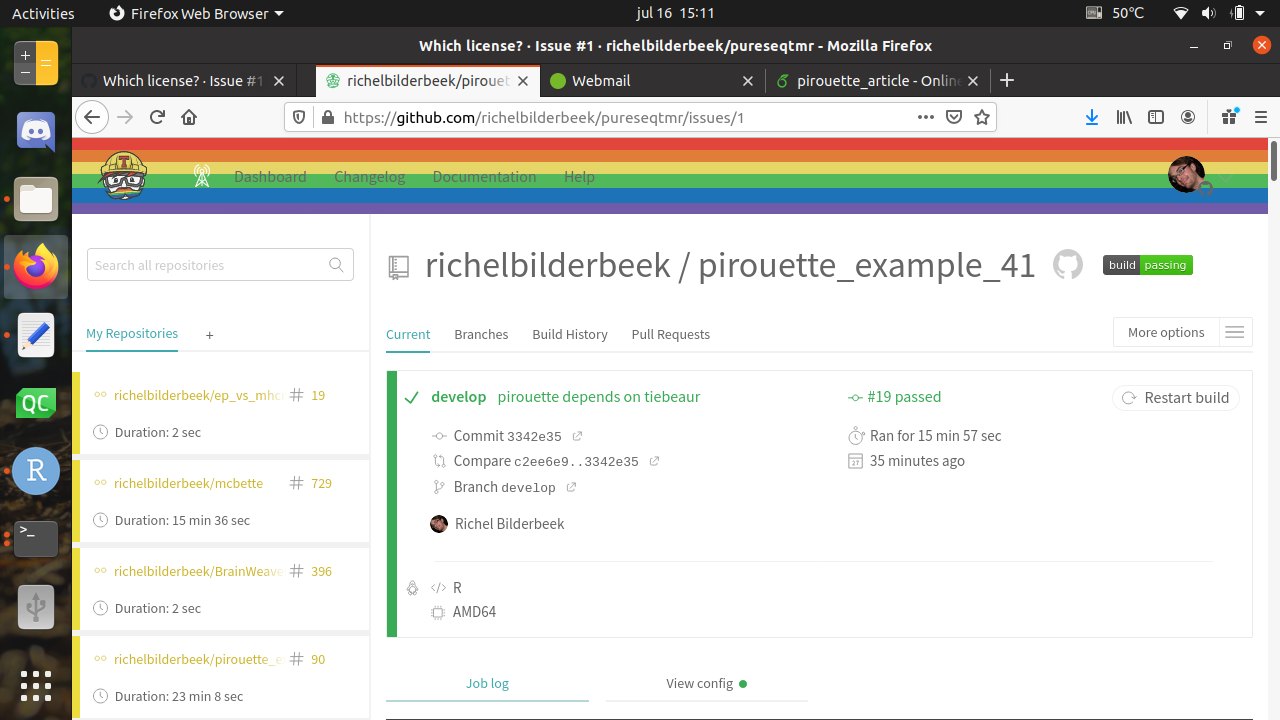 Activities
Firefox Web Browser
jul 16 15:11
50℃
Which license? · Issue #1 · richelbilderbeek/pureseqtmr - Mozilla Firefox
Which license? · Issue #1
richelbilderbeek/pirouet
Webmail
pirouette_article - Online
https://github.com/richelbilderbeek/pureseqtmr/issues/1
Dashboard
Changelog
Documentation
Help
Search all repositories
My Repositories
+
richelbilderbeek/ep_vs_mhc
19
Duration: 2 sec
richelbilderbeek/mcbette
729
Duration: 15 min 36 sec
richelbilderbeek/BrainWeave
396
Duration: 2 sec
richelbilderbeek/pirouette_e
90
Duration: 23 min 8 sec
richelbilderbeek / pirouette_example_41
build passing
Current
Branches
Build History
Pull Requests
More options
develop pirouette depends on tiebeaur
#19 passed
Restart build
Commit 3342e35
Ran for 15 min 57 sec
Compare c2ee6e9..3342e35
35 minutes ago
Branch develop
Richel Bilderbeek
R
AMD64
Job log
View config
QC
R
>_
T
27